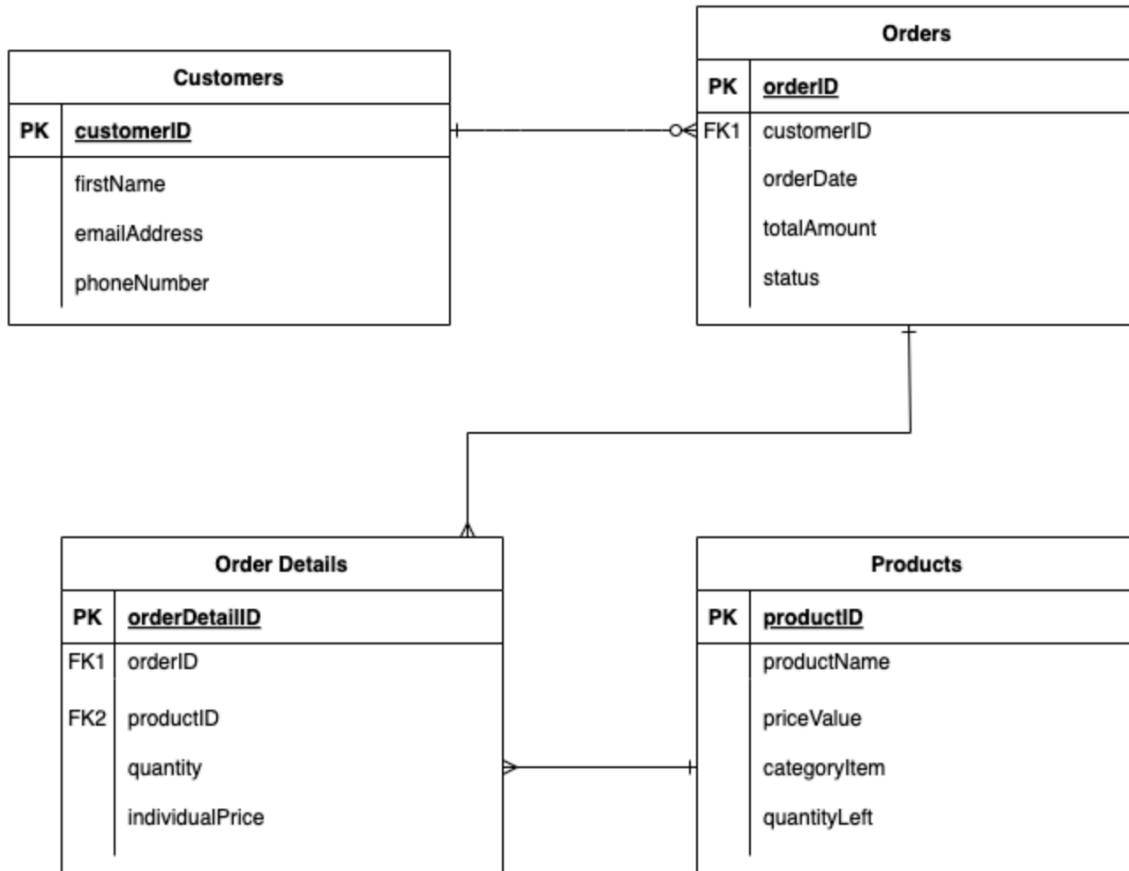 Customers
PK customerID
firstName
emailAddress
phoneNumber
Orders
PK orderID
FK1 customerID
orderDate
totalAmount
status
Order Details
PK orderDetailID
FK1 orderID
FK2 productID
quantity
individualPrice
Products
PK productID
productName
priceValue
categoryItem
quantityLeft